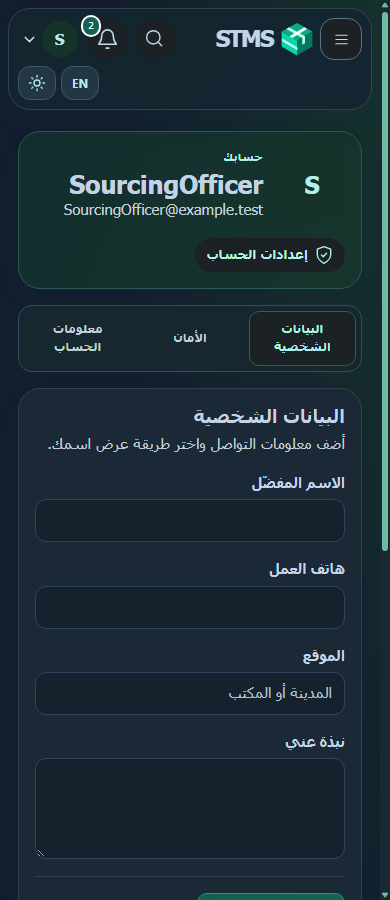 STMS
2
S
EN
حسابك
SourcingOfficer
S
SourcingOfficer@example.test
إعدادات الحساب
البيانات الشخصية
الأمان
معلومات الحساب
البيانات الشخصية
أضف معلومات التواصل واختر طريقة عرض اسمك.
الاسم المفضّل
هاتف العمل
الموقع
المدينة أو المكتب
نبذة عني